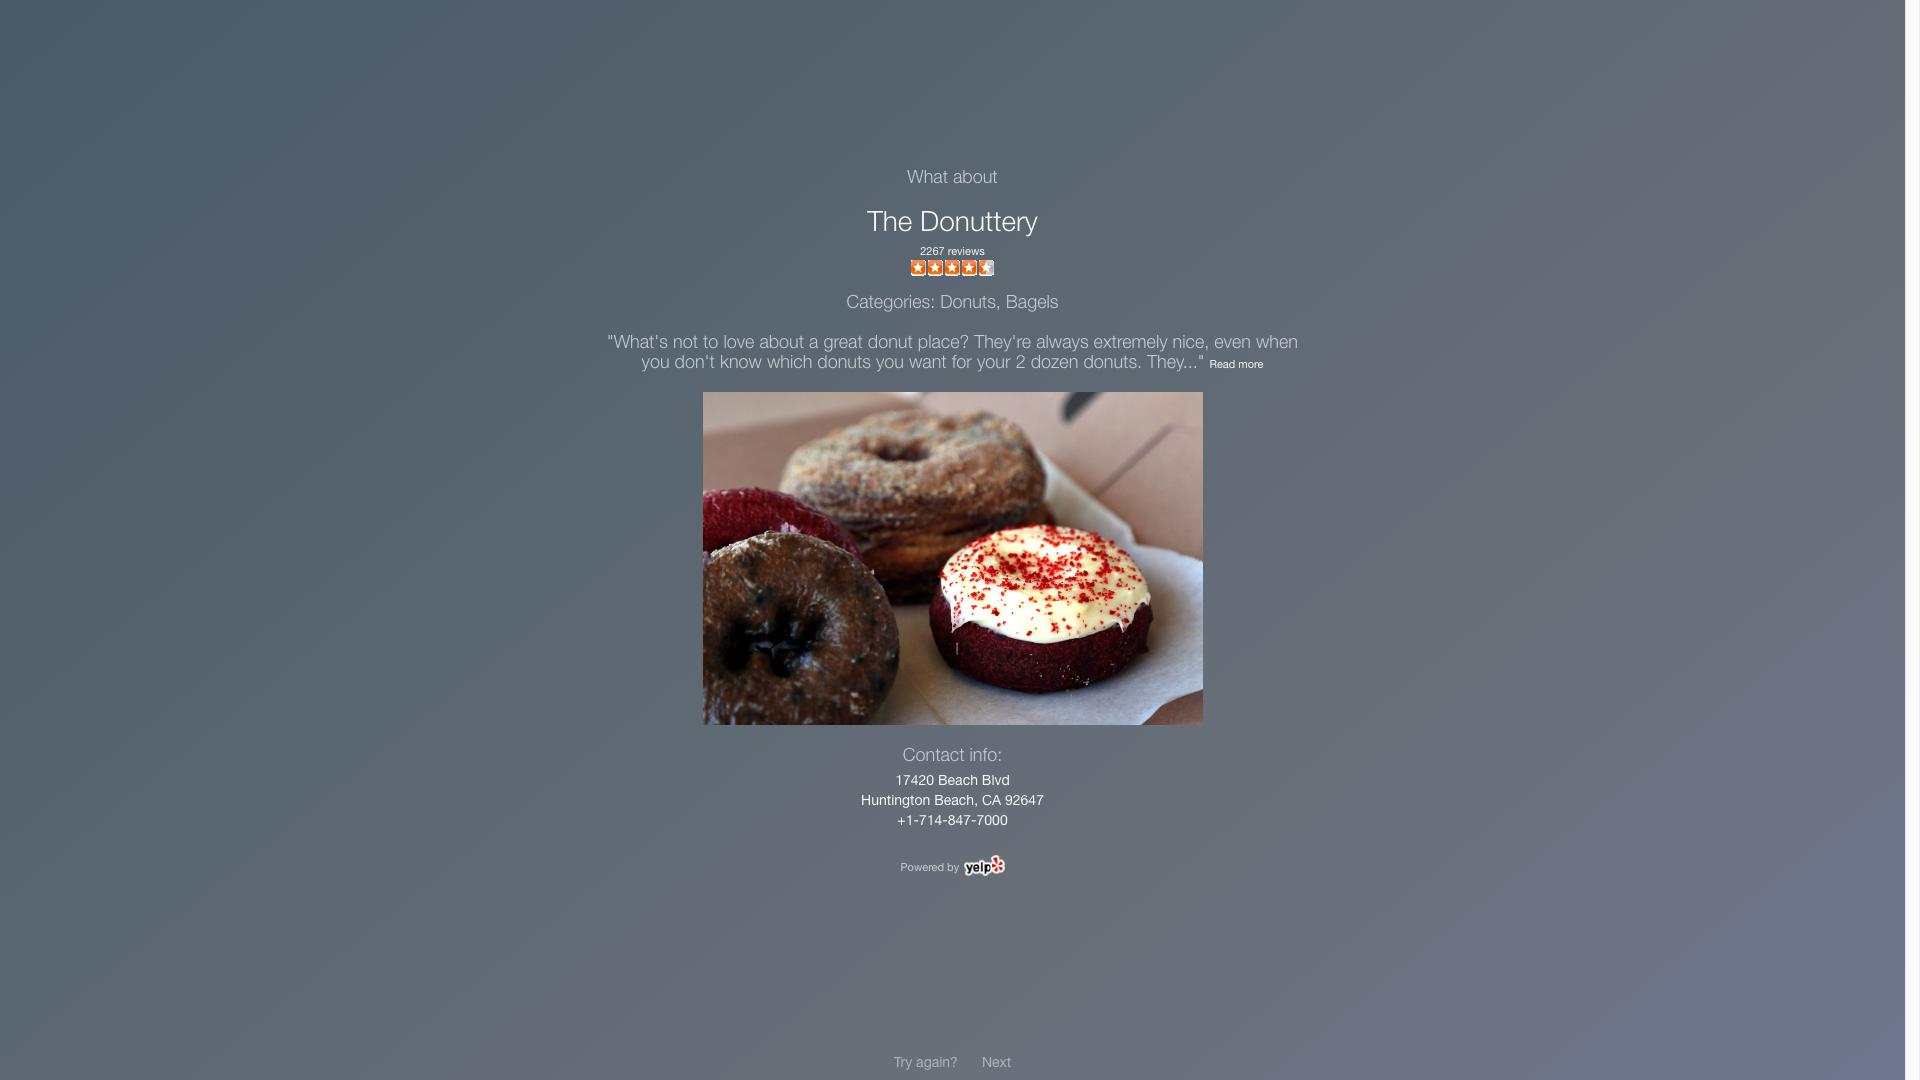 What about
The Donuttery
2267 reviews
Categories: Donuts, Bagels
"What's not to love about a great donut place? They're always extremely nice, even when
you don't know which donuts you want for your 2 dozen donuts. They..." Read more
Contact info:
17420 Beach Blvd
Huntington Beach, CA 92647
+1-714-847-7000
Powered by yelp
Try again? Next